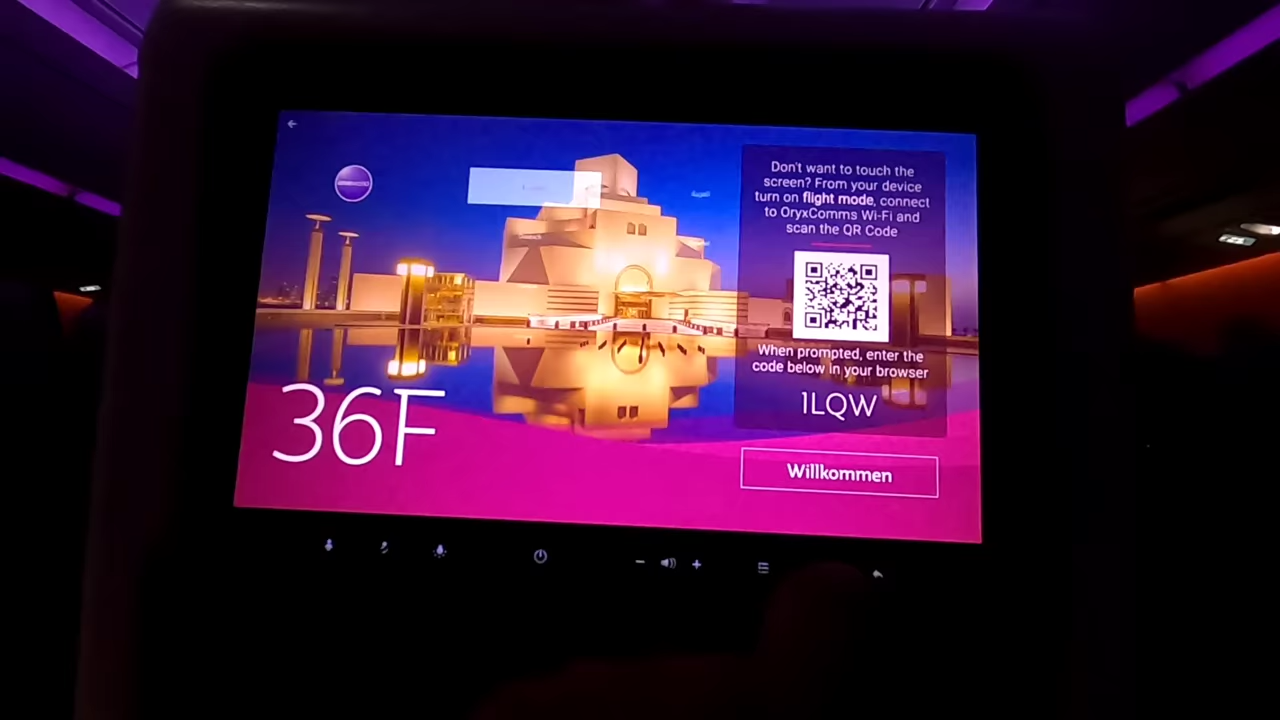 Don't want to touch the
screen? From your device
turn on flight mode, connect
to OryxComms Wi-Fi and
scan the QR Code
When prompted, enter the
code below in your browser
1LQW
36F
Willkommen